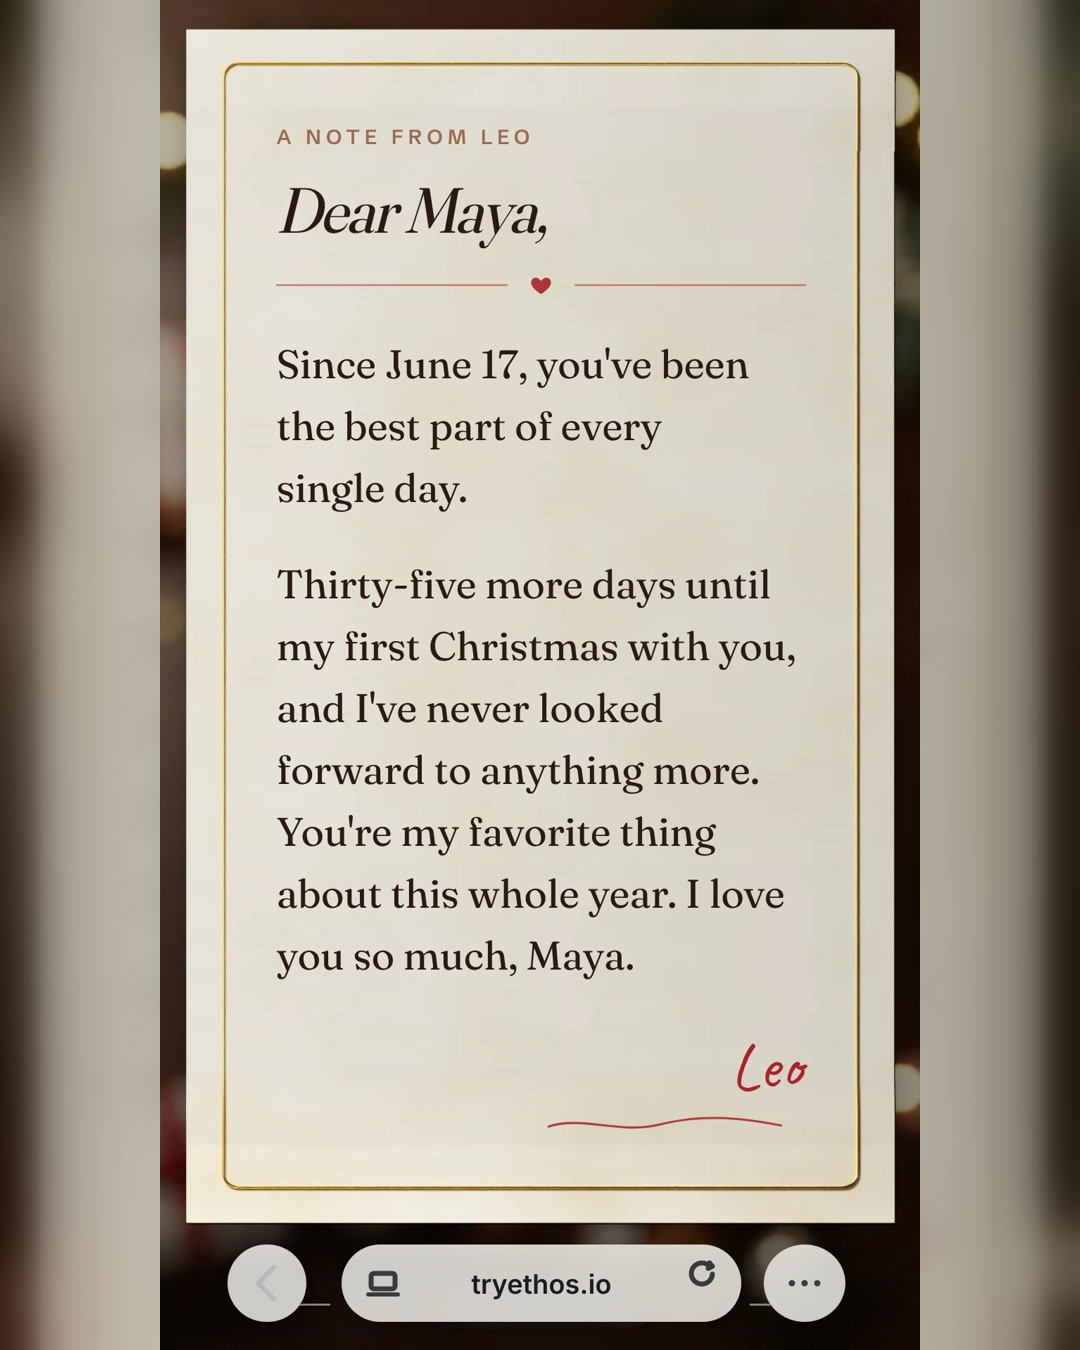 A NOTE FROM LEO
Dear Maya,
Since June 17, you've been
the best part of every
single day.
Thirty-five more days until
my first Christmas with you,
and I've never looked
forward to anything more.
You're my favorite thing
about this whole year. I love
you so much, Maya.
Leo
tryethos.io